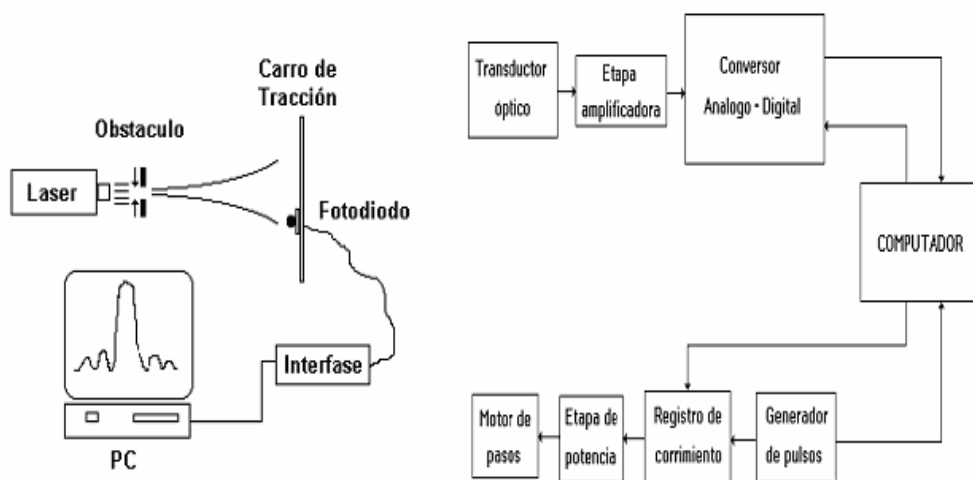 Carro de
Tracción
Obstaculo
Laser
Fotodiodo
Interfase
PC
Transductor
óptico
Etapa
amplificadora
Conversor
Analogo - Digital
COMPUTADOR
Motor de
pasos
Etapa de
potencia
Registro de
corrimiento
Generador
de pulsos